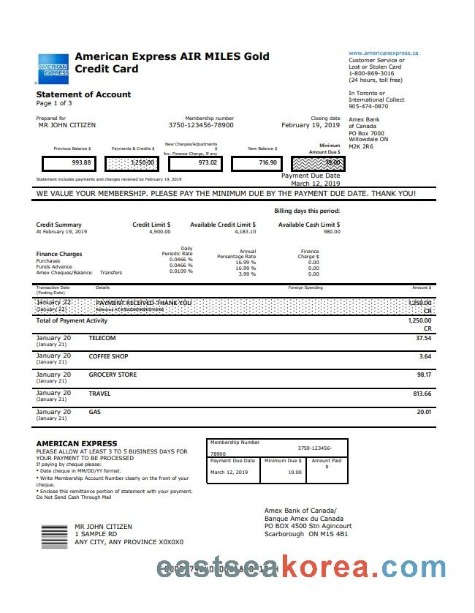 American Express AIR MILES Gold
Credit Card
www.americanexpress.ca
Customer Service or
Lost or Stolen Card
1-800-869-3016
(24 hours, toll free)
In Toronto or
International Collect
905-474-0870
Amex Bank
of Canada
PO Box 7000
Willowdale ON
M2K 2R6
AMERICAN
EXPRESS
Statement of Account
Page 1 of 3
Prepared for Membership number Closing date
MR JOHN CITIZEN 3750-123456-78900 February 19, 2019
Previous Balance $ Payments & Credits $ New Charges/Adjustments $ Inc. Finance Charge, if any New Balance $ Minimum Amount Due $
993.88 1,250.00 973.02 716.90
Statement includes payments and charges received by February 19, 2019
Payment Due Date
March 12, 2019
WE VALUE YOUR MEMBERSHIP. PLEASE PAY THE MINIMUM DUE BY THE PAYMENT DUE DATE. THANK YOU!
Billing days this period:
Credit Summary Credit Limit $ Available Credit Limit $ Available Cash Limit $
At February 19, 2019 4,900.00 4,183.10 980.00
Finance Charges Daily Periodic Rate Annual Percentage Rate Finance Charge $
Purchases 0.0466 % 16.99 % 0.00
Funds Advance 0.0466 % 16.99 % 0.00
Amex Cheques/Balance Transfers 0.0109 % 3.99 % 0.00
Transaction Date Details Foreign Spending Amount $
(Posting Date)
January 22 PAYMENT RECEIVED-THANK YOU 1,250.00
(January 22) CR
Total of Payment Activity 1,250.00
CR
January 20 TELECOM 37.54
(January 21)
January 20 COFFEE SHOP 3.64
(January 21)
January 20 GROCERY STORE 98.17
(January 21)
January 20 TRAVEL 813.66
(January 21)
January 20 GAS 20.01
(January 21)
AMERICAN EXPRESS
PLEASE ALLOW AT LEAST 3 TO 5 BUSINESS DAYS FOR
YOUR PAYMENT TO BE PROCESSED
If paying by cheque please:
* Date cheque in MM/DD/YY format.
* Write Membership Account Number clearly on the front of your
cheque.
* Enclose this remittance portion of statement with your payment.
Do Not Send Cash Through Mail
Membership Number 3750-123456-
78900
Payment Due Date Minimum Due $ Amount Paid $
March 12, 2019 19.00
MR JOHN CITIZEN
1 SAMPLE RD
ANY CITY, ANY PROVINCE X0X0X0
Amex Bank of Canada/
Banque Amex du Canada
PO BOX 4500 Stn Agincourt
Scarborough ON M1S 4B1
eastseakorea.com